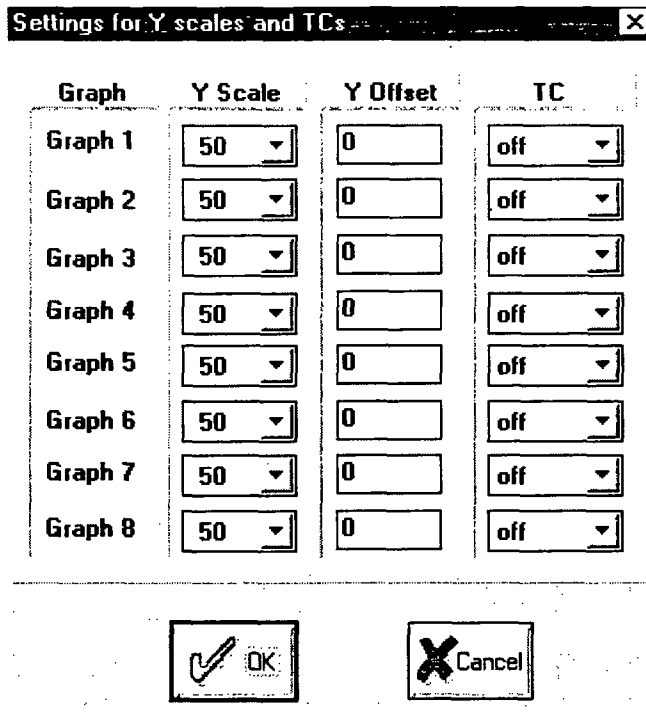 Settings for Y scales and TCs
Graph Y Scale Y Offset TC
Graph 1 50 0 off
Graph 2 50 0 off
Graph 3 50 0 off
Graph 4 50 0 off
Graph 5 50 0 off
Graph 6 50 0 off
Graph 7 50 0 off
Graph 8 50 0 off
OK Cancel